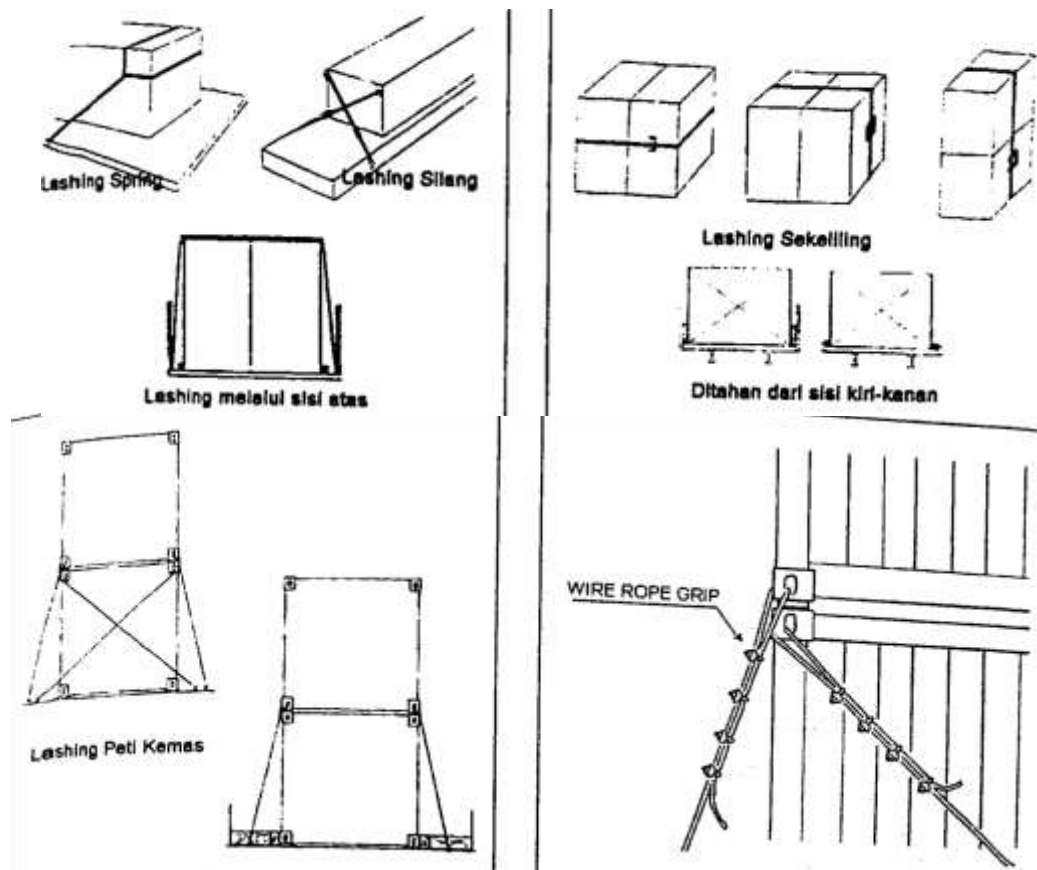 Lashing Spring
Lashing Silang
Lashing melalui sisi atas
Lashing Sekeliling
Ditahan dari sisi kiri-kanan
Lashing Peti Kemas
WIRE ROPE GRIP